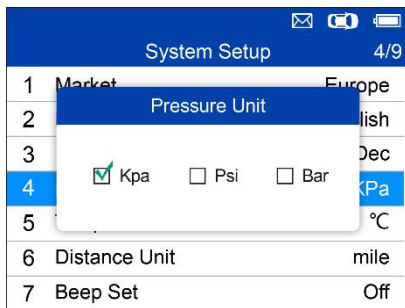 System Setup 4/9
1 Market Europe
Pressure Unit
2 lish
3 Dec
Kpa Psi Bar
4 KPa
5 ℃
6 Distance Unit mile
7 Beep Set Off